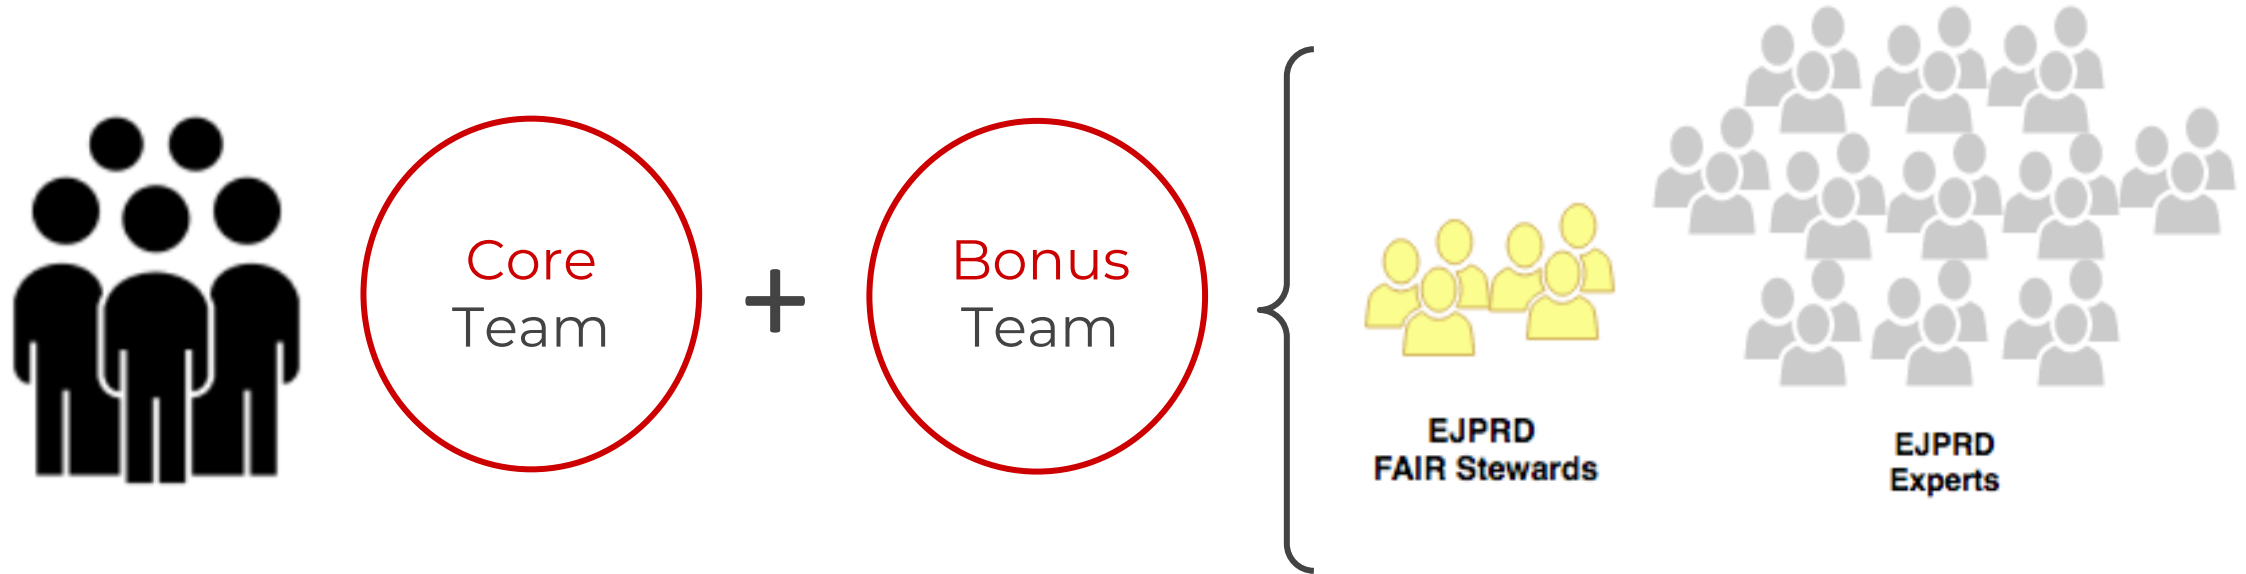 Core
Team
+
Bonus
Team
EJPRD
FAIR Stewards
EJPRD
Experts